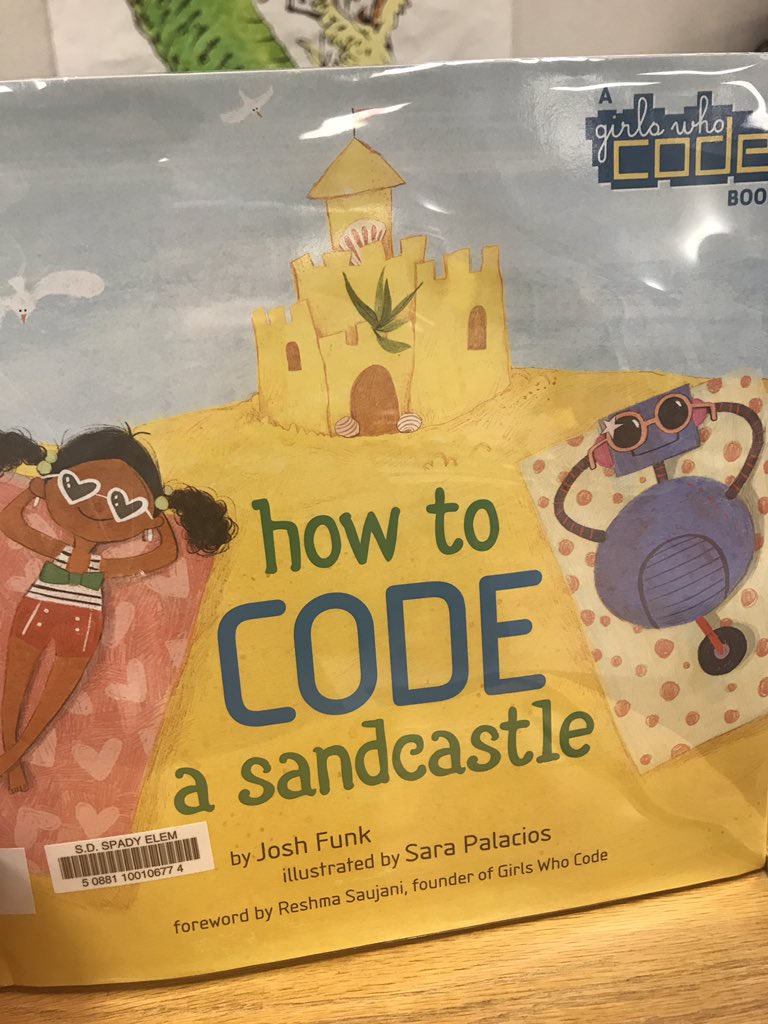 A
girls who
CODE
BOO
how to
CODE
a sandcastle
S.D. SPADY ELEM
5 0881 10010677 4
by Josh Funk
illustrated by Sara Palacios
foreword by Reshma Saujani, founder of Girls Who Code